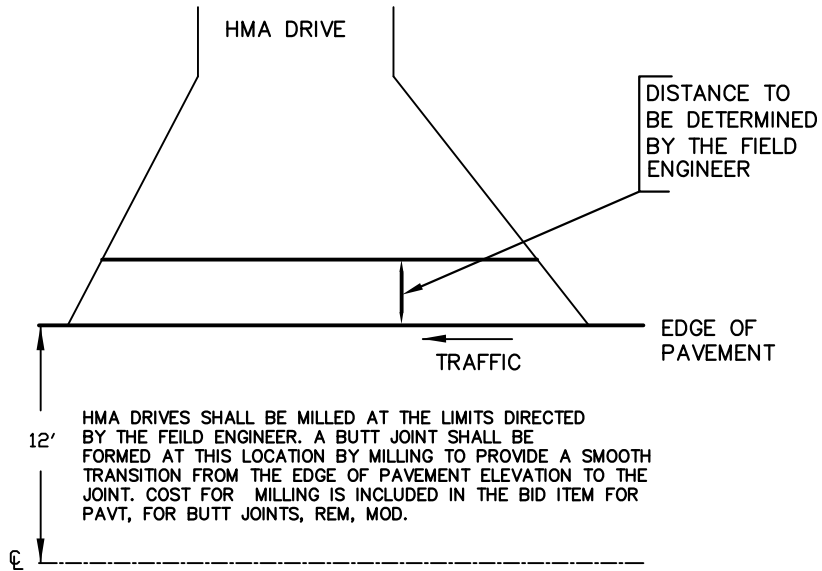 HMA DRIVE
DISTANCE TO
BE DETERMINED
BY THE FIELD
ENGINEER
EDGE OF
PAVEMENT
TRAFFIC
12'
HMA DRIVES SHALL BE MILLED AT THE LIMITS DIRECTED
BY THE FEILD ENGINEER. A BUTT JOINT SHALL BE
FORMED AT THIS LOCATION BY MILLING TO PROVIDE A SMOOTH
TRANSITION FROM THE EDGE OF PAVEMENT ELEVATION TO THE
JOINT. COST FOR MILLING IS INCLUDED IN THE BID ITEM FOR
PAVT, FOR BUTT JOINTS, REM, MOD.
℄